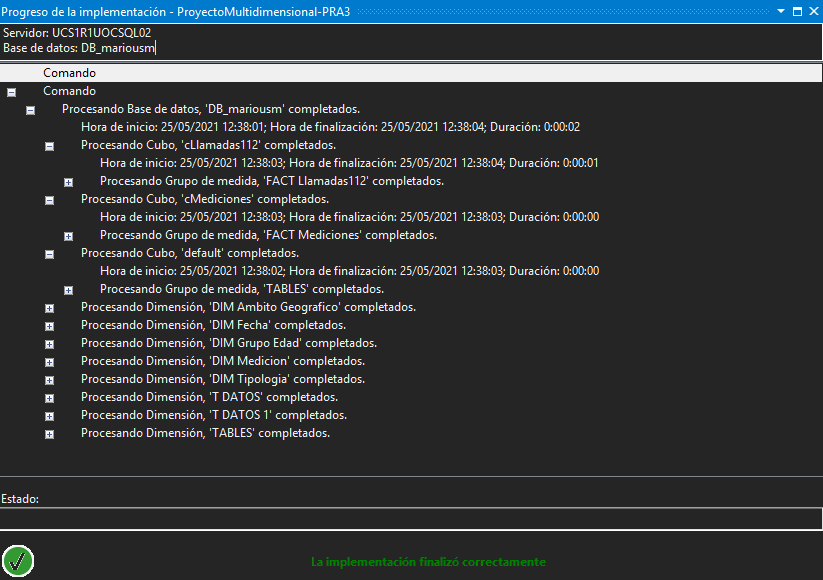 Progreso de la implementación - ProyectoMultidimensional-PRA3
Servidor: UCS1R1UOCSQL02
Base de datos: DB_mariousm
Comando
Comando
Procesando Base de datos, 'DB_mariousm' completados.
Hora de inicio: 25/05/2021 12:38:01; Hora de finalización: 25/05/2021 12:38:04; Duración: 0:00:02
Procesando Cubo, 'cLlamadas112' completados.
Hora de inicio: 25/05/2021 12:38:03; Hora de finalización: 25/05/2021 12:38:04; Duración: 0:00:01
Procesando Grupo de medida, 'FACT Llamadas112' completados.
Procesando Cubo, 'cMediciones' completados.
Hora de inicio: 25/05/2021 12:38:03; Hora de finalización: 25/05/2021 12:38:03; Duración: 0:00:00
Procesando Grupo de medida, 'FACT Mediciones' completados.
Procesando Cubo, 'default' completados.
Hora de inicio: 25/05/2021 12:38:02; Hora de finalización: 25/05/2021 12:38:03; Duración: 0:00:00
Procesando Grupo de medida, 'TABLES' completados.
Procesando Dimensión, 'DIM Ambito Geografico' completados.
Procesando Dimensión, 'DIM Fecha' completados.
Procesando Dimensión, 'DIM Grupo Edad' completados.
Procesando Dimensión, 'DIM Medicion' completados.
Procesando Dimensión, 'DIM Tipologia' completados.
Procesando Dimensión, 'T DATOS' completados.
Procesando Dimensión, 'T DATOS 1' completados.
Procesando Dimensión, 'TABLES' completados.
Estado:
La implementación finalizó correctamente